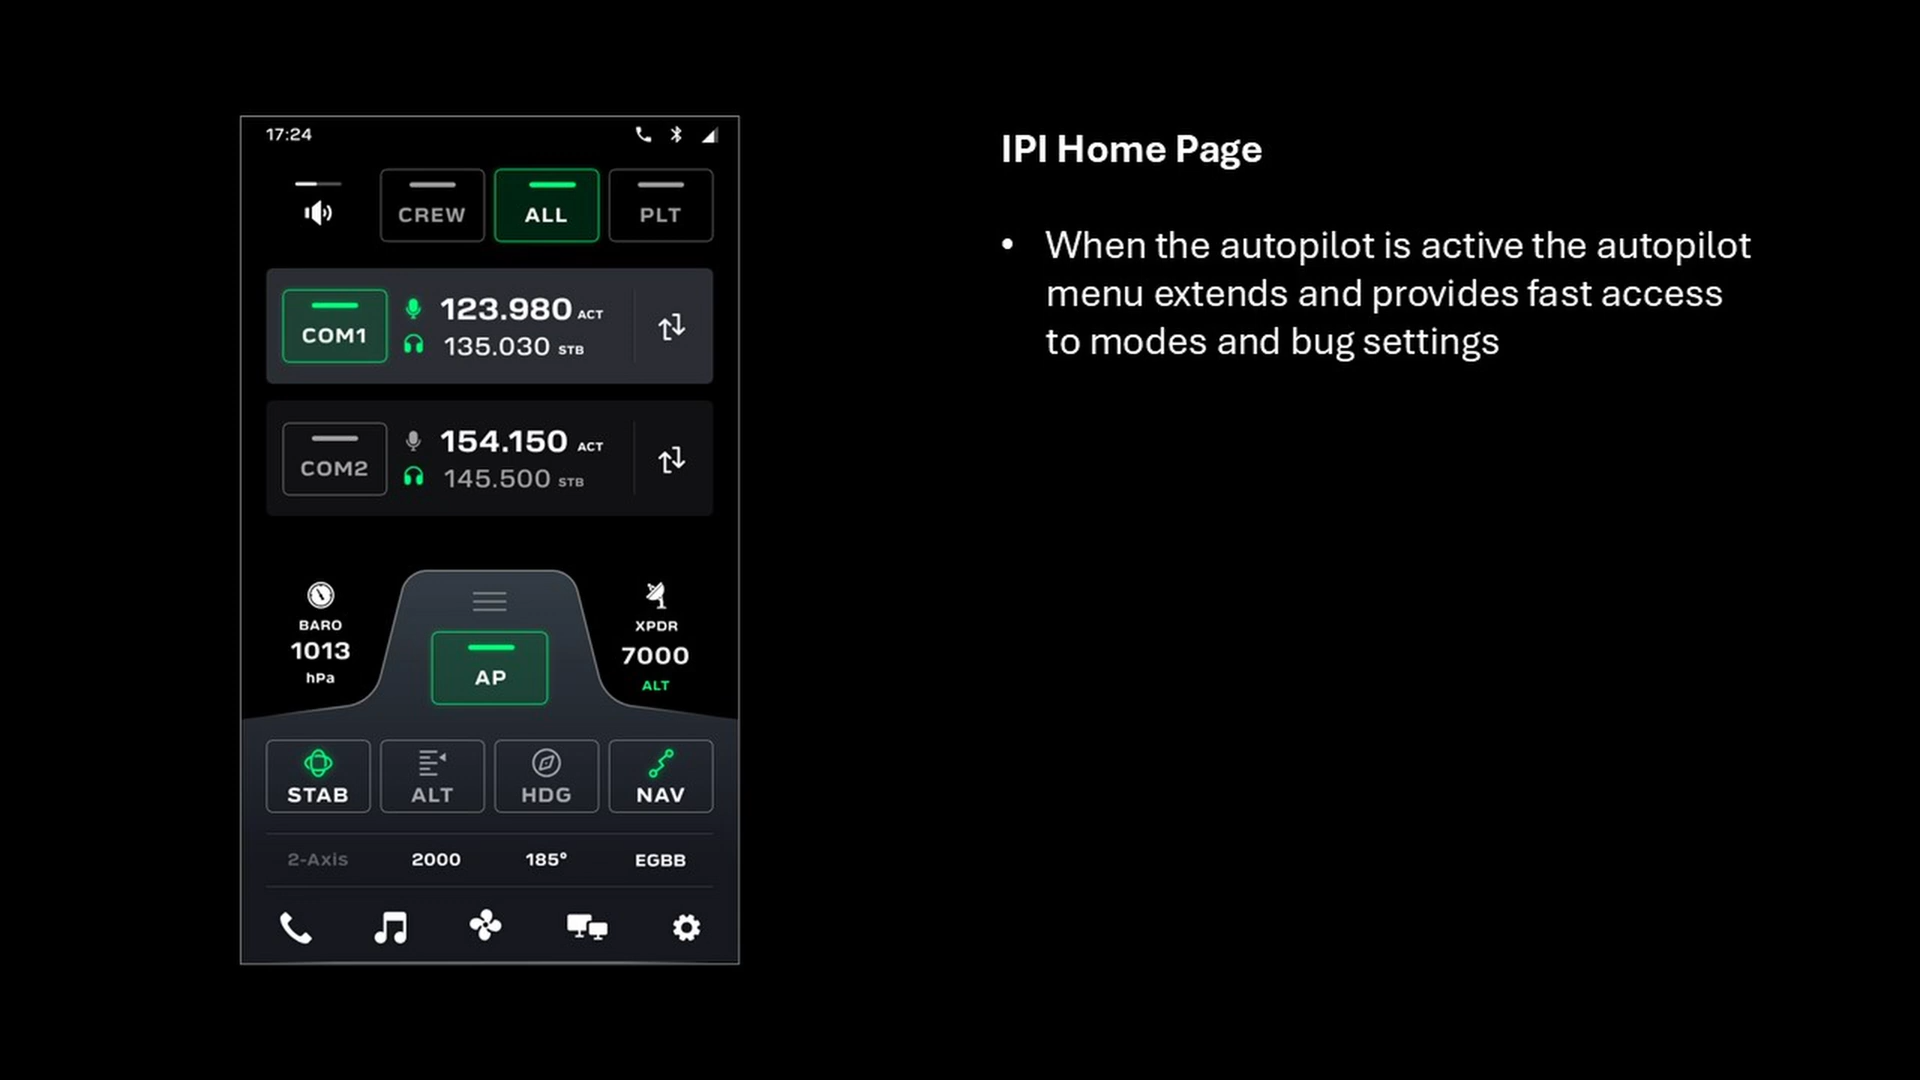 17:24
CREW
ALL
PLT
COM1
123.980 ACT
135.030 STB
COM2
154.150 ACT
145.500 STB
BARO
1013
hPa
AP
XPDR
7000
ALT
STAB
ALT
HDG
NAV
2-Axis
2000
185°
EGBB
IPI Home Page
• When the autopilot is active the autopilot
menu extends and provides fast access
to modes and bug settings